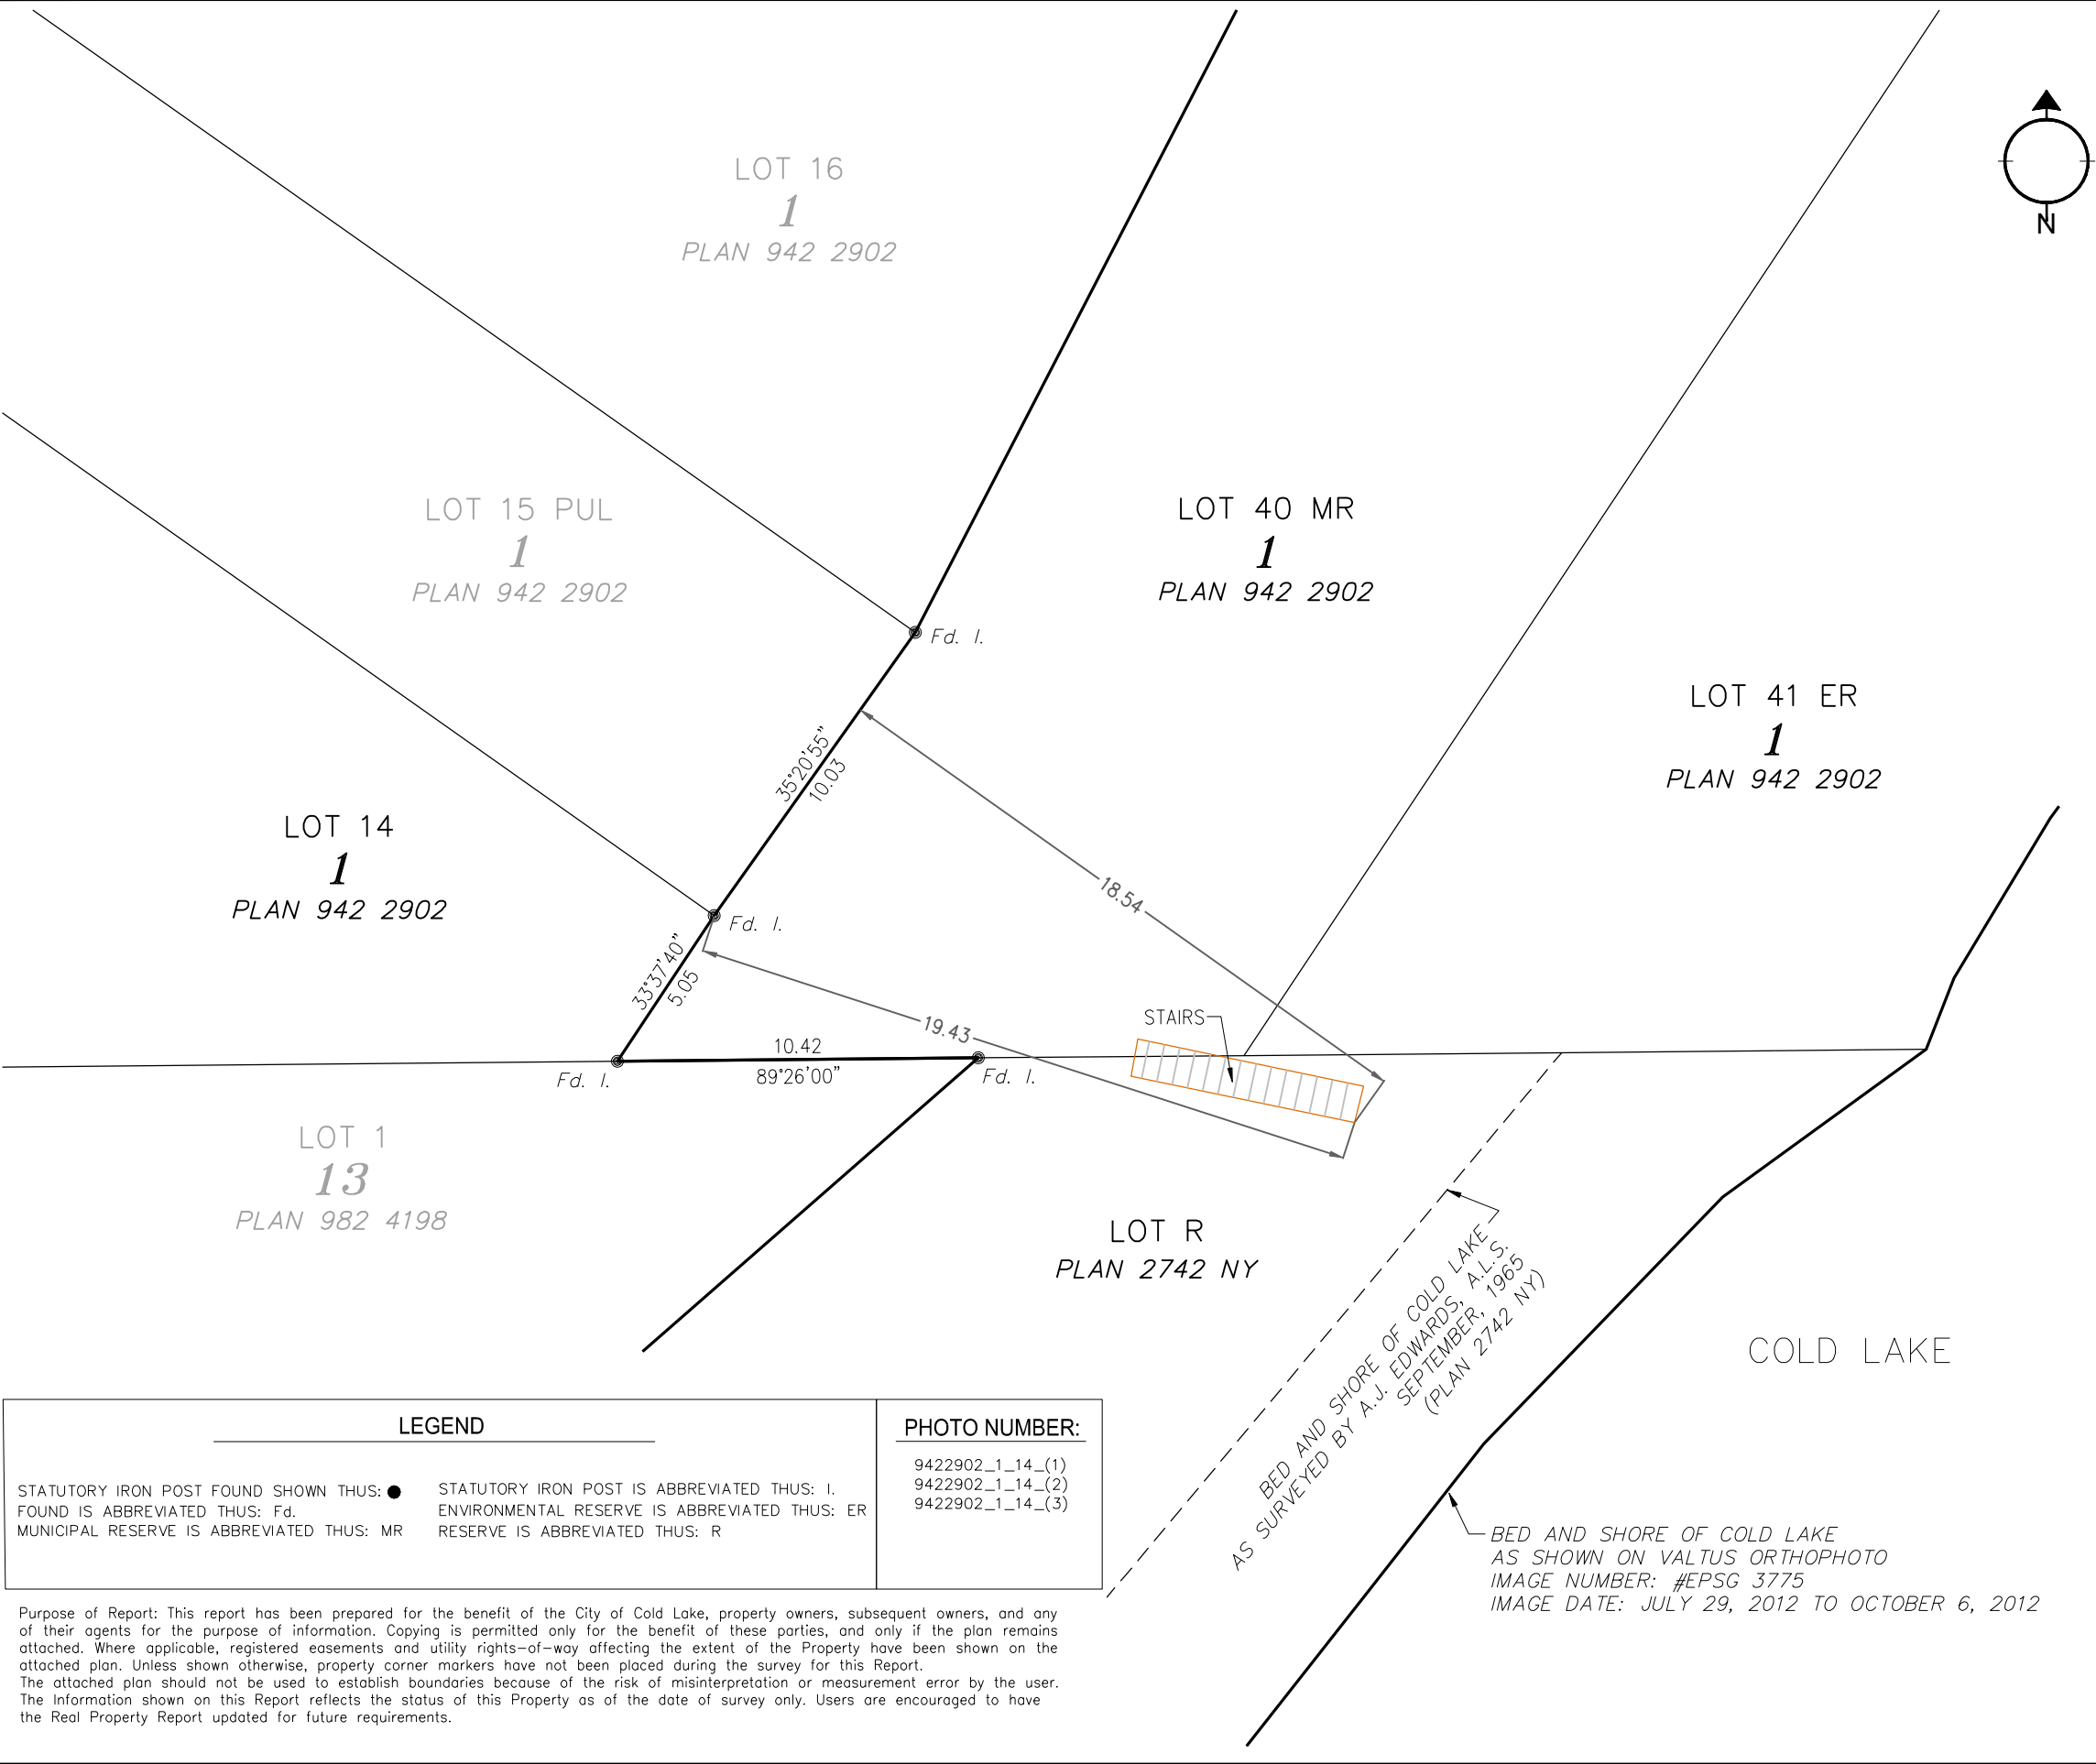 LOT 16
1
PLAN 942 2902
N
LOT 15 PUL
1
PLAN 942 2902
LOT 40 MR
1
PLAN 942 2902
Fd. I.
LOT 41 ER
1
PLAN 942 2902
35°20'55"
10.03
LOT 14
1
PLAN 942 2902
18.54
Fd. I.
33°37'40"
5.05
19.43
STAIRS
10.42
89°26'00"
Fd. I.
Fd. I.
LOT 1
13
PLAN 982 4198
LOT R
PLAN 2742 NY
BED AND SHORE OF COLD LAKE
AS SURVEYED BY A.J. EDWARDS, A.L.S.
SEPTEMBER, 1965
(PLAN 2742 NY)
COLD LAKE
BED AND SHORE OF COLD LAKE
AS SHOWN ON VALTUS ORTHOPHOTO
IMAGE NUMBER: #EPSG 3775
IMAGE DATE: JULY 29, 2012 TO OCTOBER 6, 2012
LEGEND
STATUTORY IRON POST FOUND SHOWN THUS:
FOUND IS ABBREVIATED THUS: Fd.
MUNICIPAL RESERVE IS ABBREVIATED THUS: MR
STATUTORY IRON POST IS ABBREVIATED THUS: I.
ENVIRONMENTAL RESERVE IS ABBREVIATED THUS: ER
RESERVE IS ABBREVIATED THUS: R
PHOTO NUMBER:
9422902_1_14_(1)
9422902_1_14_(2)
9422902_1_14_(3)
Purpose of Report: This report has been prepared for the benefit of the City of Cold Lake, property owners, subsequent owners, and any
of their agents for the purpose of information. Copying is permitted only for the benefit of these parties, and only if the plan remains
attached. Where applicable, registered easements and utility rights-of-way affecting the extent of the Property have been shown on the
attached plan. Unless shown otherwise, property corner markers have not been placed during the survey for this Report.
The attached plan should not be used to establish boundaries because of the risk of misinterpretation or measurement error by the user.
The Information shown on this Report reflects the status of this Property as of the date of survey only. Users are encouraged to have
the Real Property Report updated for future requirements.